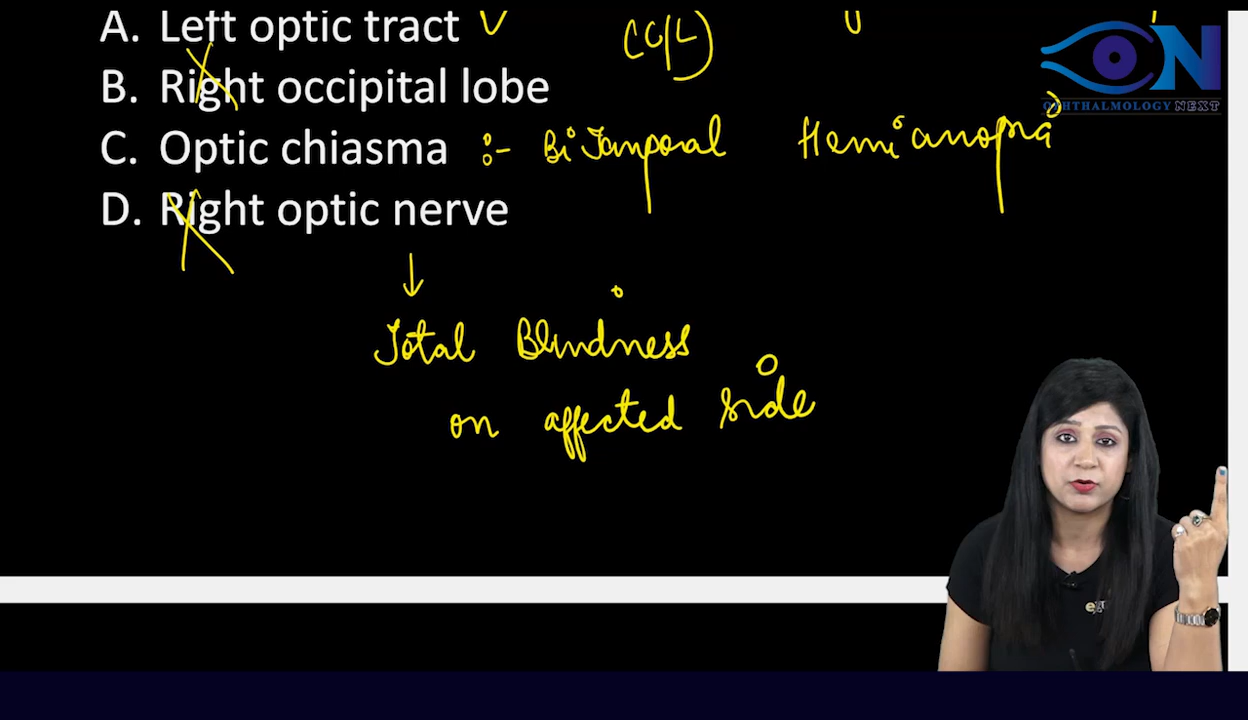 A. Left optic tract
(C/L)
B. Right occipital lobe
C. Optic chiasma :- BiTemporal Hemianopia
D. Right optic nerve
↓
Total Blindness
on affected side
ON
OPHTHALMOLOGY NEXT